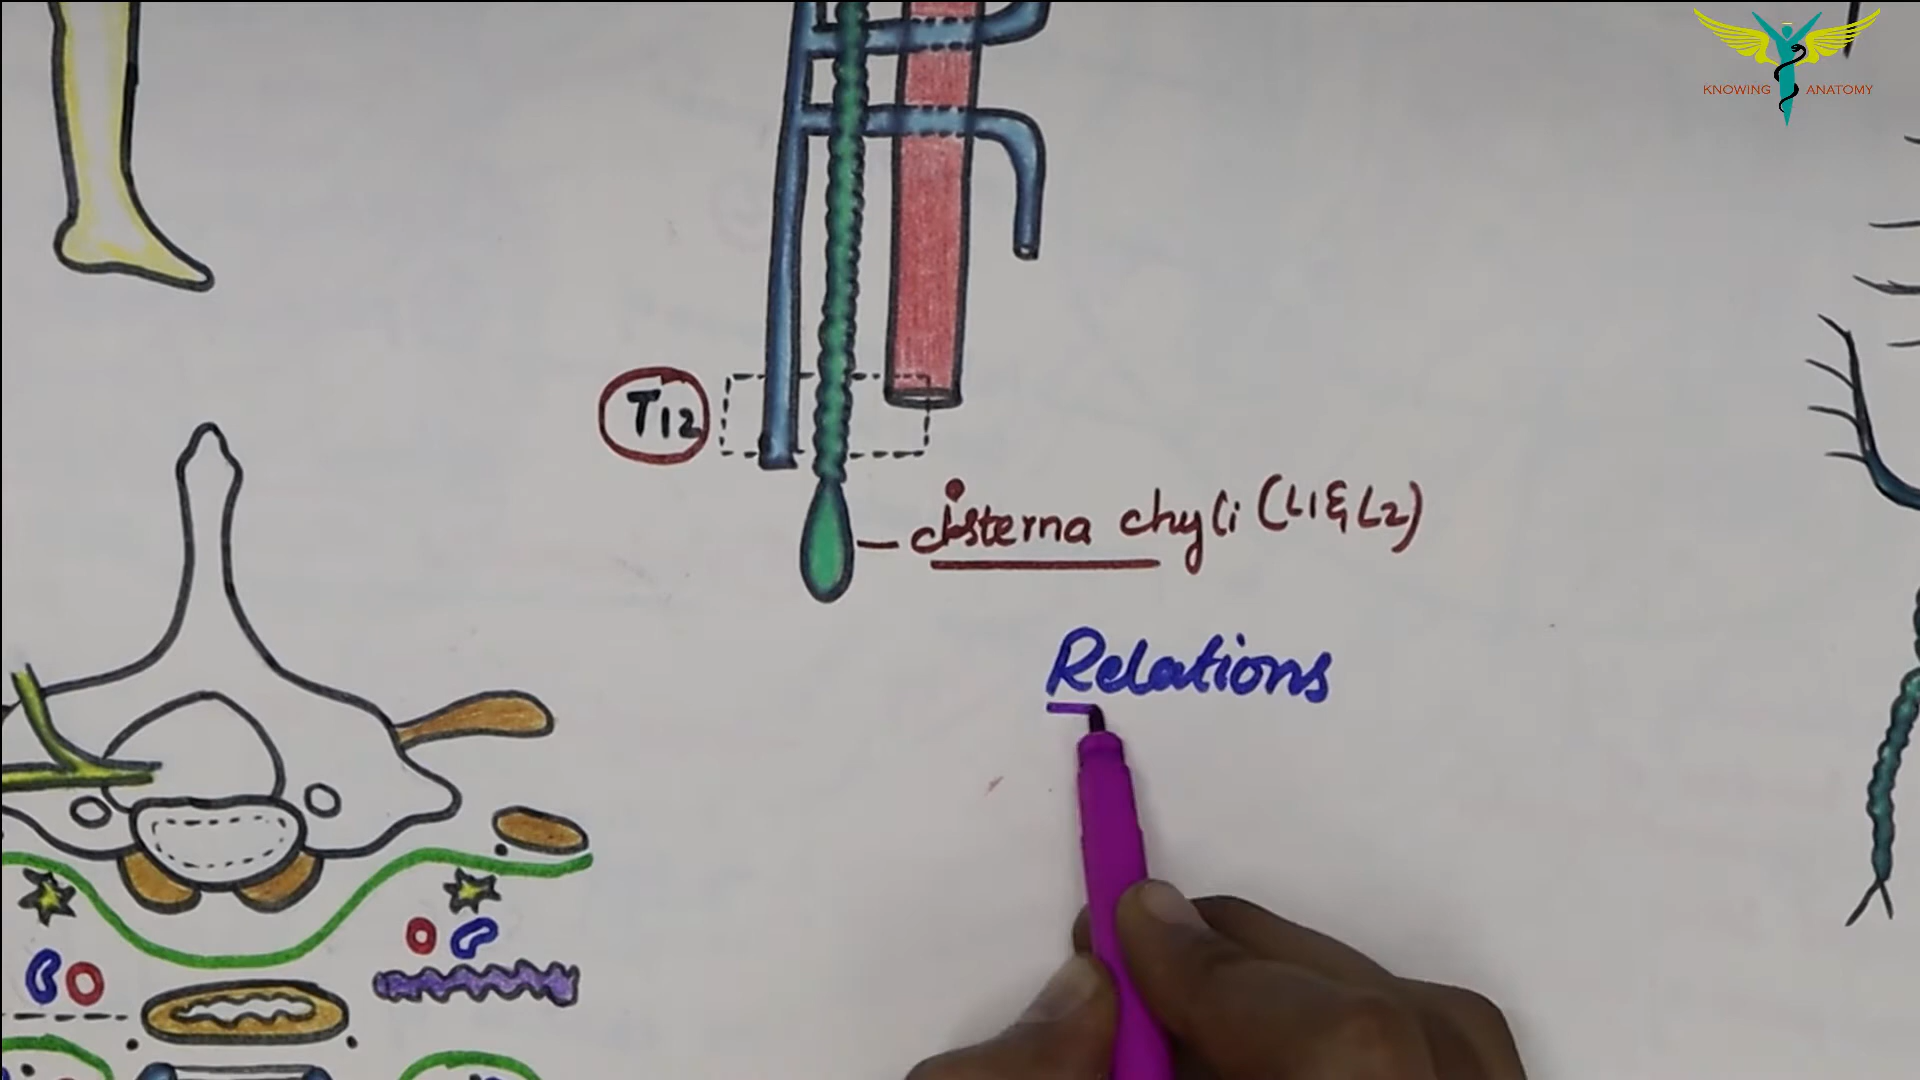 KNOWING ANATOMY
T12
cisterna chyli (L1 & L2)
Relations